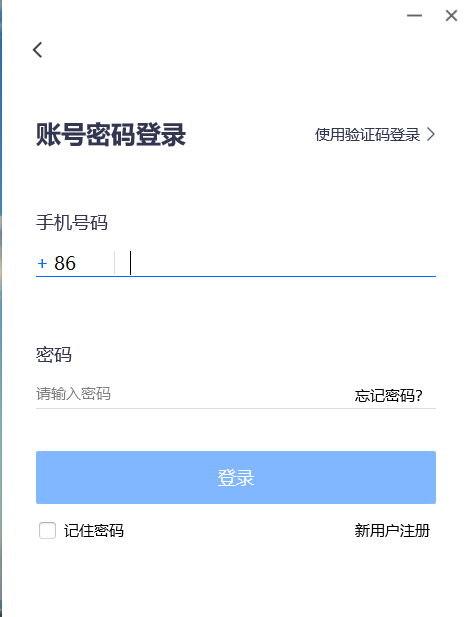 账号密码登录
使用验证码登录
手机号码
+ 86
密码
请输入密码
忘记密码?
登录
记住密码
新用户注册